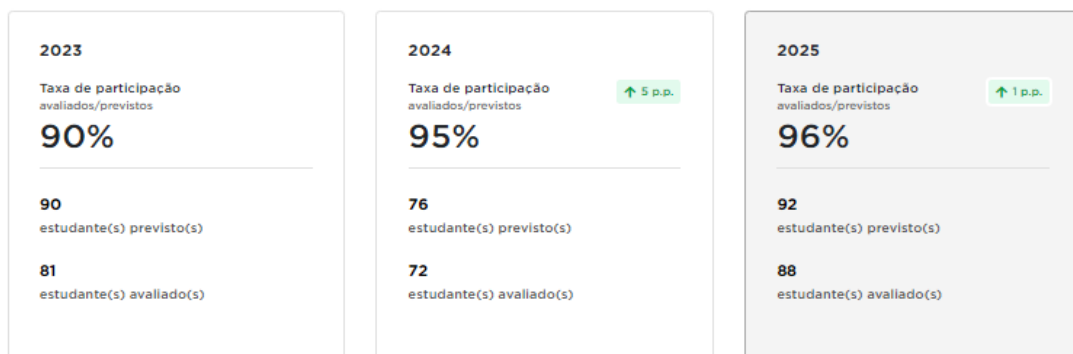 2023
Taxa de participação
avaliados/previstos
90%
90
estudante(s) previsto(s)
81
estudante(s) avaliado(s)
2024
Taxa de participação
avaliados/previstos
↑ 5 p.p.
95%
76
estudante(s) previsto(s)
72
estudante(s) avaliado(s)
2025
Taxa de participação
avaliados/previstos
↑ 1 p.p.
96%
92
estudante(s) previsto(s)
88
estudante(s) avaliado(s)